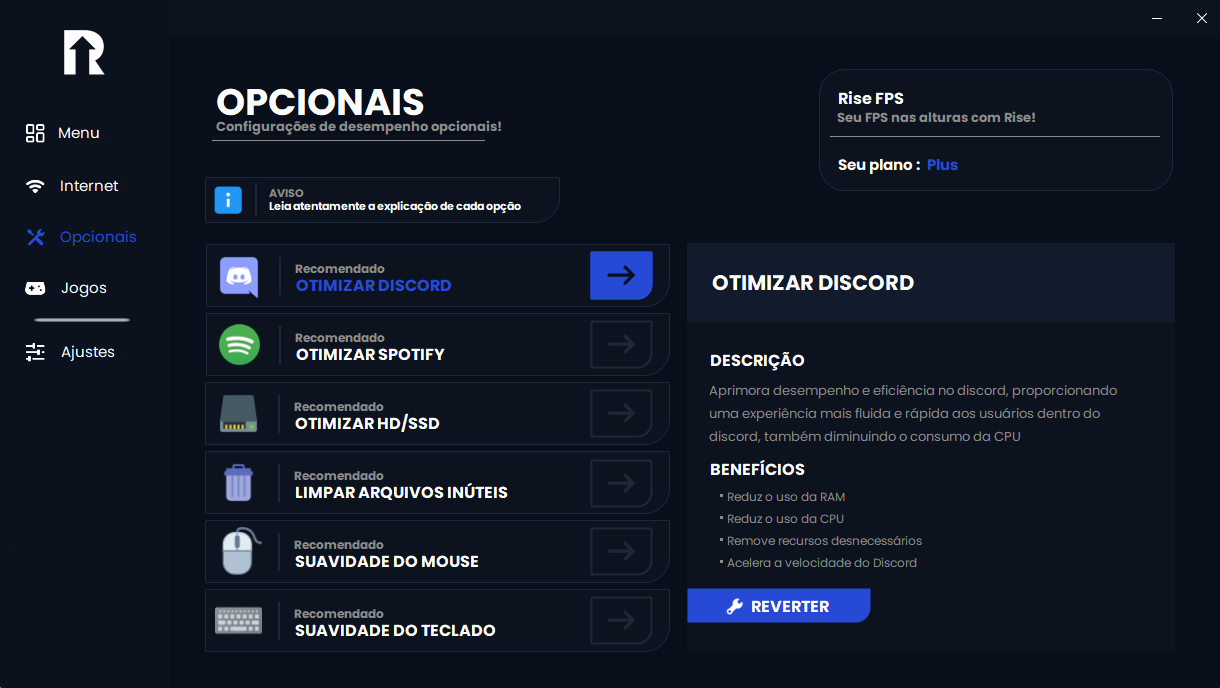 Menu
Internet
Opcionais
Jogos
Ajustes
OPCIONAIS
Configurações de desempenho opcionais!
Rise FPS
Seu FPS nas alturas com Rise!
Seu plano : Plus
AVISO
Leia atentamente a explicação de cada opção
Recomendado
OTIMIZAR DISCORD
Recomendado
OTIMIZAR SPOTIFY
Recomendado
OTIMIZAR HD/SSD
Recomendado
LIMPAR ARQUIVOS INÚTEIS
Recomendado
SUAVIDADE DO MOUSE
Recomendado
SUAVIDADE DO TECLADO
OTIMIZAR DISCORD
DESCRIÇÃO
Aprimora desempenho e eficiência no discord, proporcionando
uma experiência mais fluida e rápida aos usuários dentro do
discord, também diminuindo o consumo da CPU
BENEFÍCIOS
▪ Reduz o uso da RAM
▪ Reduz o uso da CPU
▪ Remove recursos desnecessários
▪ Acelera a velocidade do Discord
REVERTER